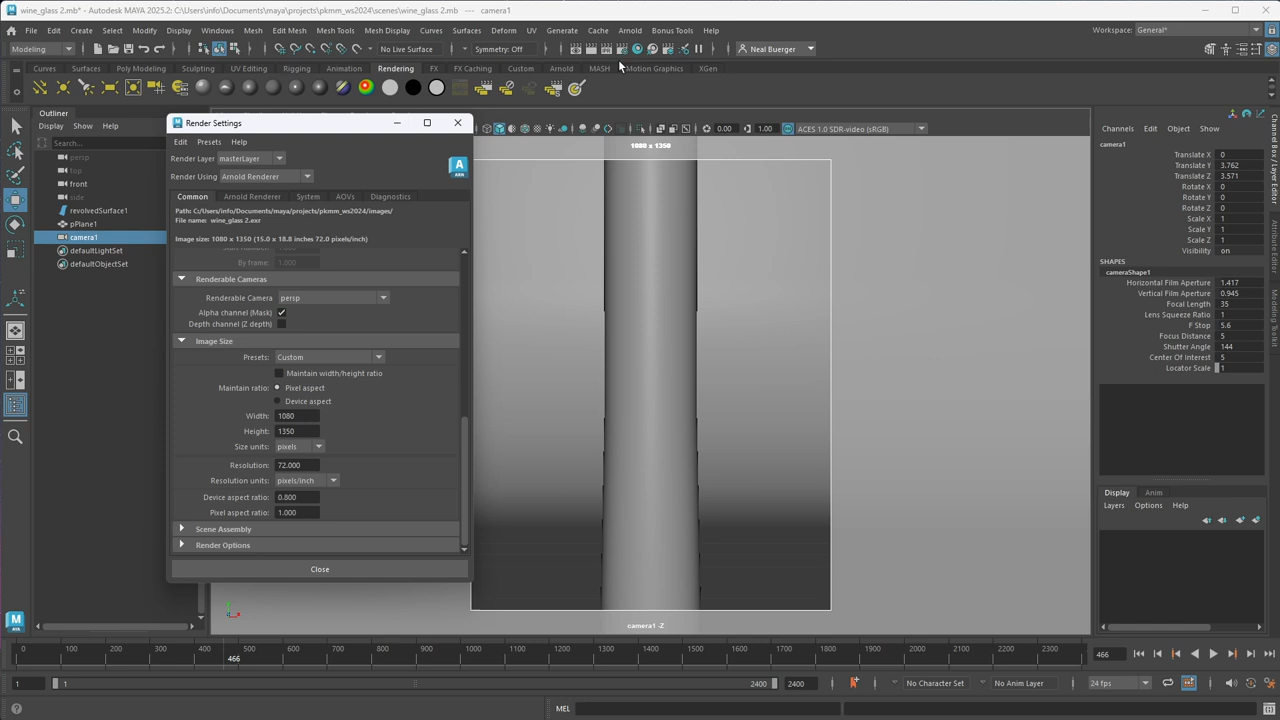 wine_glass 2.mb* - Autodesk MAYA 2025.2: C:\Users\info\Documents\maya\projects\pkmm_ws2024\scenes\wine_glass 2.mb --- camera1
File Edit Create Select Modify Display Windows Mesh Edit Mesh Mesh Tools Mesh Display Curves Surfaces Deform UV Generate Cache Arnold Bonus Tools Help
Workspace: General*
Modeling
No Live Surface
Symmetry: Off
Neal Buerger
Curves Surfaces Poly Modeling Sculpting UV Editing Rigging Animation Rendering FX FX Caching Custom Arnold MASH Motion Graphics XGen
Outliner
Display Show Help
Search...
persp
top
front
side
revolvedSurface1
pPlane1
camera1
defaultLightSet
defaultObjectSet
Render Settings
Edit Presets Help
Render Layer masterLayer
Render Using Arnold Renderer
Common Arnold Renderer System AOVs Diagnostics
Path: C:/Users/info/Documents/maya/projects/pkmm_ws2024/images/
File name: wine_glass 2.exr
Image size: 1080 x 1350 (15.0 x 18.8 inches 72.0 pixels/inch)
By frame: 1.000
Renderable Cameras
Renderable Camera persp
Alpha channel (Mask)
Depth channel (Z depth)
Image Size
Presets: Custom
Maintain width/height ratio
Maintain ratio: Pixel aspect
Device aspect
Width: 1080
Height: 1350
Size units: pixels
Resolution: 72.000
Resolution units: pixels/inch
Device aspect ratio: 0.800
Pixel aspect ratio: 1.000
Scene Assembly
Render Options
Close
0.00 1.00 ACES 1.0 SDR-video (sRGB)
1080 x 1350
camera1 -Z
Channels Edit Object Show
camera1
Translate X 0
Translate Y 3.762
Translate Z 3.571
Rotate X 0
Rotate Y 0
Rotate Z 0
Scale X 1
Scale Y 1
Scale Z 1
Visibility on
SHAPES
cameraShape1
Horizontal Film Aperture 1.417
Vertical Film Aperture 0.945
Focal Length 35
Lens Squeeze Ratio 1
F Stop 5.6
Focus Distance 5
Shutter Angle 144
Center Of Interest 5
Locator Scale 1
Channel Box / Layer Editor
Attribute Editor
Modeling Toolkit
Display Anim
Layers Options Help
0 100 200 300 400 500 600 700 800 900 1000 1100 1200 1300 1400 1500 1600 1700 1800 1900 2000 2100 2200 2300
466
466
1 1 2400 2400
No Character Set
No Anim Layer
24 fps
MEL